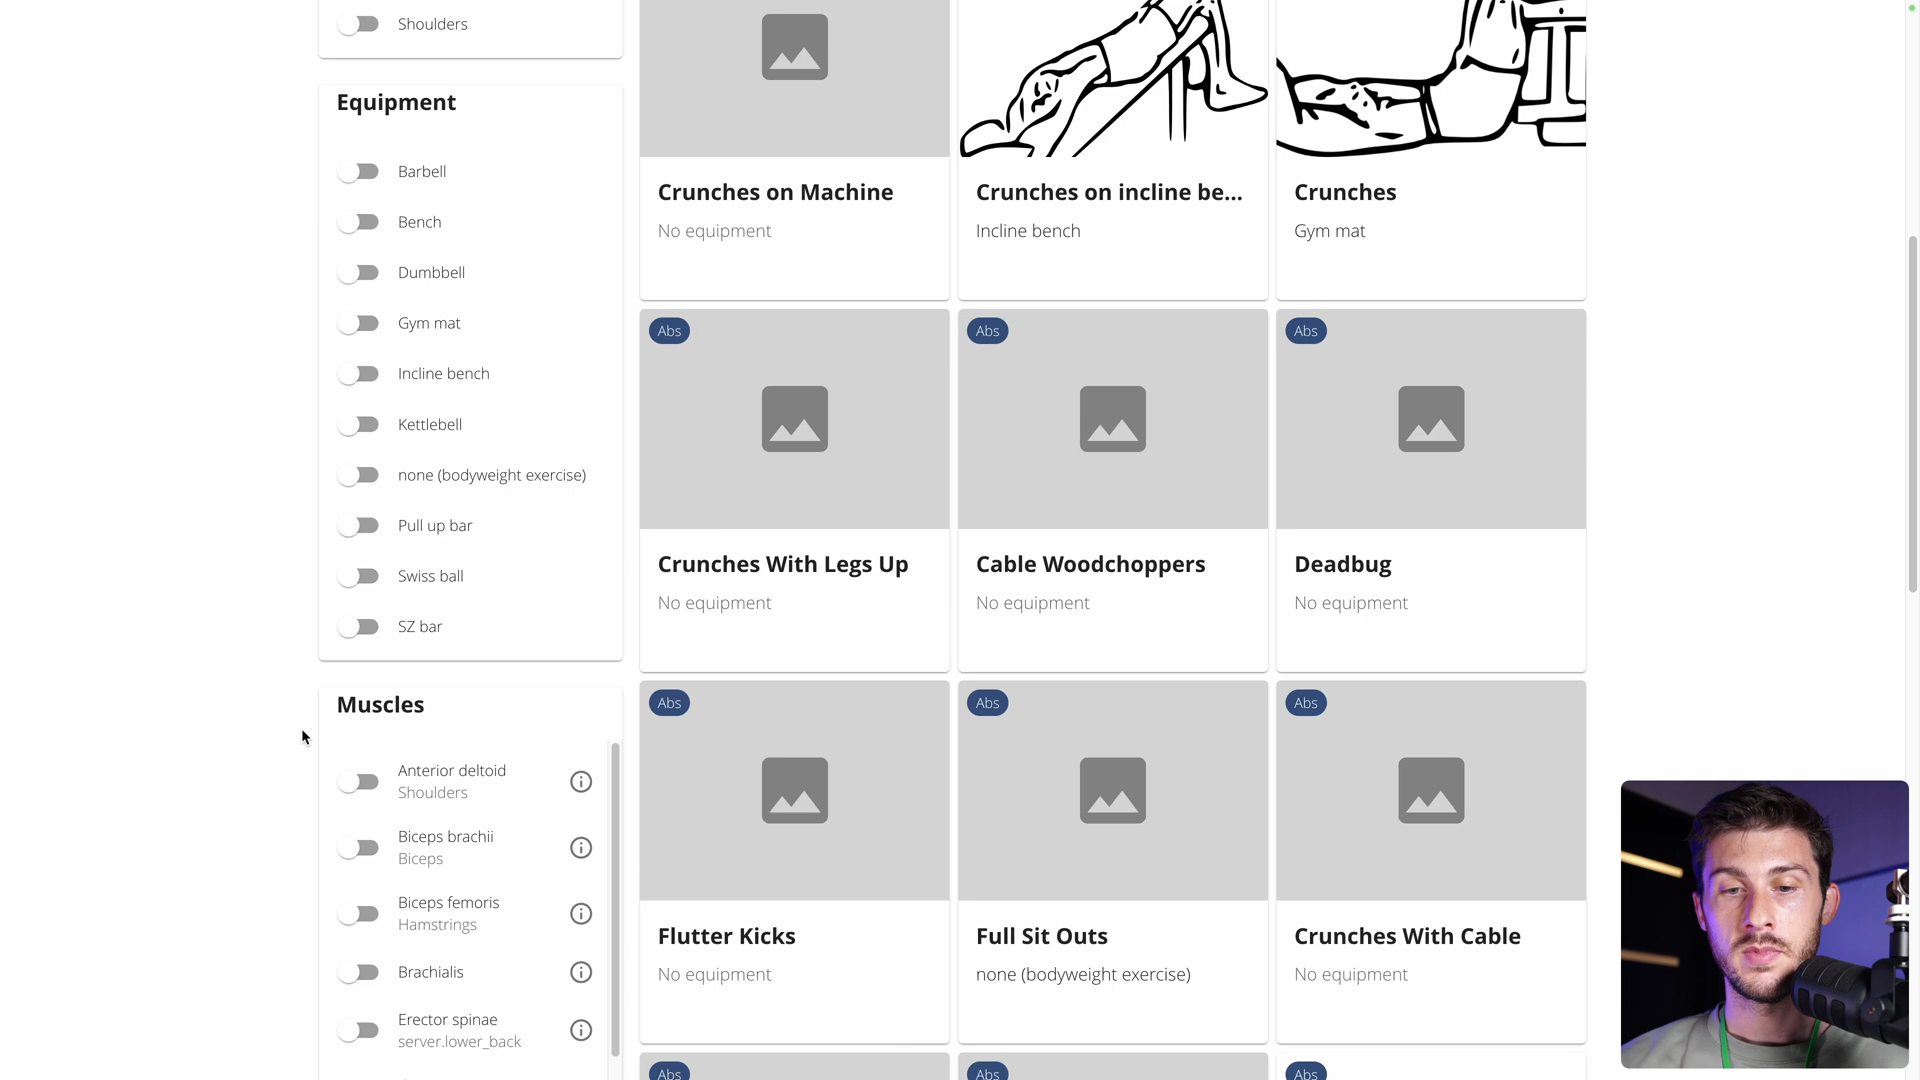 Shoulders
Equipment
Barbell
Bench
Dumbbell
Gym mat
Incline bench
Kettlebell
none (bodyweight exercise)
Pull up bar
Swiss ball
SZ bar
Muscles
Anterior deltoid
Shoulders
Biceps brachii
Biceps
Biceps femoris
Hamstrings
Brachialis
Erector spinae
server.lower_back
Crunches on Machine
No equipment
Crunches on incline be...
Incline bench
Crunches
Gym mat
Abs
Crunches With Legs Up
No equipment
Abs
Cable Woodchoppers
No equipment
Abs
Deadbug
No equipment
Abs
Flutter Kicks
No equipment
Abs
Full Sit Outs
none (bodyweight exercise)
Abs
Crunches With Cable
No equipment
Abs
Abs
Abs